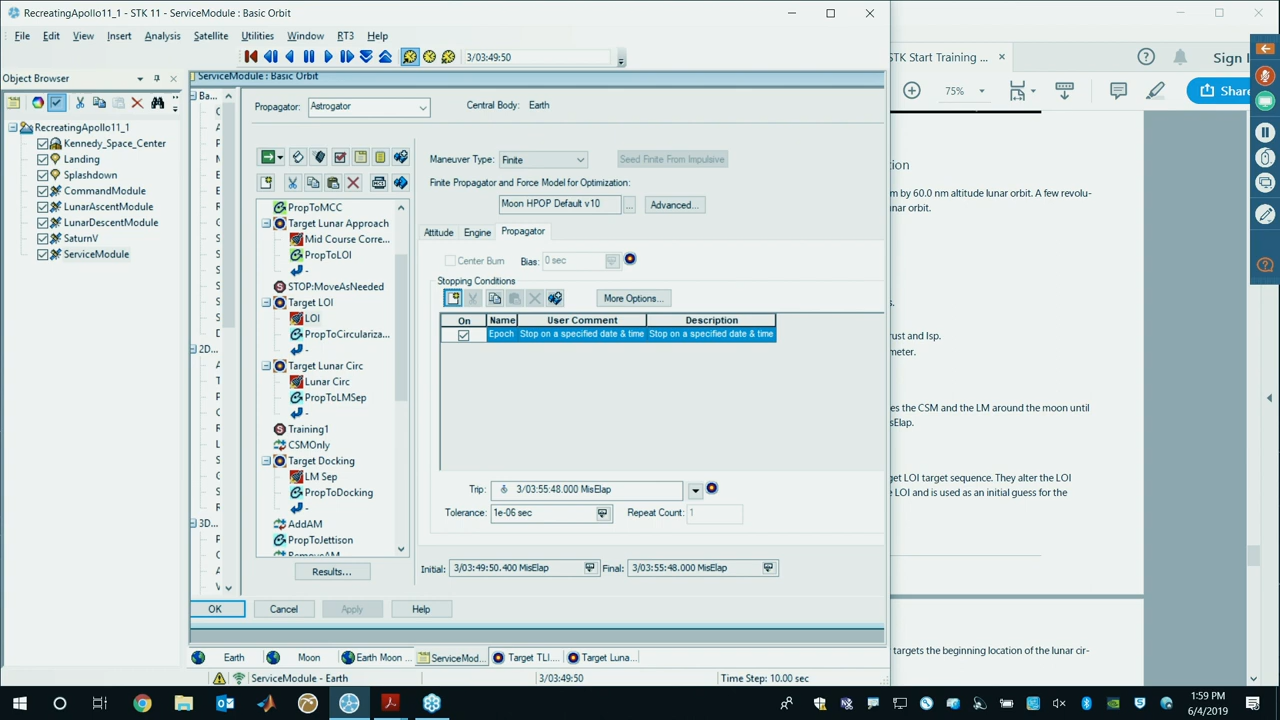 RecreatingApollo11_1 - STK 11 - ServiceModule : Basic Orbit
File Edit View Insert Analysis Satellite Utilities Window RT3 Help
3/03:49:50
Object Browser
RecreatingApollo11_1
Kennedy_Space_Center
Landing
Splashdown
CommandModule
LunarAscentModule
LunarDescentModule
SaturnV
ServiceModule
ServiceModule : Basic Orbit
Ba...
2D...
3D...
Propagator: Astrogator Central Body: Earth
PropToMCC
Target Lunar Approach
Mid Course Corre...
PropToLOI
-
STOP:MoveAsNeeded
Target LOI
LOI
PropToCirculariza...
-
Target Lunar Circ
Lunar Circ
PropToLMSep
-
Training1
CSMOnly
Target Docking
LM Sep
PropToDocking
-
AddAM
PropToJettison
RemoveAM
Results...
Maneuver Type: Finite Seed Finite From Impulsive
Finite Propagator and Force Model for Optimization:
Moon HPOP Default v10 ... Advanced...
Attitude Engine Propagator
Center Burn Bias: 0 sec
Stopping Conditions
More Options...
On Name User Comment Description
Epoch Stop on a specified date & time Stop on a specified date & time
Trip: 3/03:55:48.000 MisElap
Tolerance: 1e-06 sec Repeat Count: 1
Initial: 3/03:49:50.400 MisElap Final: 3/03:55:48.000 MisElap
OK Cancel Apply Help
Earth Moon Earth Moon ... ServiceMod... Target TLI... Target Luna...
ServiceModule - Earth 3/03:49:50 Time Step: 10.00 sec
STK Start Training ... Sign I
75% Shar
ion
m by 60.0 nm altitude lunar orbit. A few revolu-
unar orbit.
s.
rust and Isp.
meter.
es the CSM and the LM around the moon until
isElap.
get LOI target sequence. They alter the LOI
e LOI and is used as an initial guess for the
targets the beginning location of the lunar cir-
1:59 PM
6/4/2019